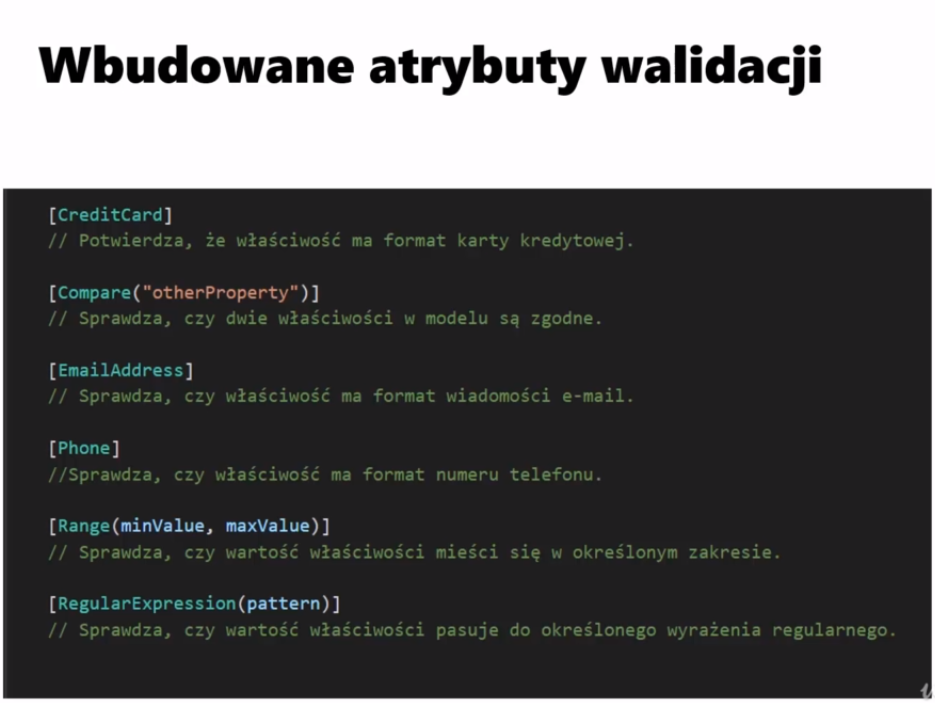 Wbudowane atrybuty walidacji
[CreditCard]
// Potwierdza, że właściwość ma format karty kredytowej.
[Compare("otherProperty")]
// Sprawdza, czy dwie właściwości w modelu są zgodne.
[EmailAddress]
// Sprawdza, czy właściwość ma format wiadomości e-mail.
[Phone]
//Sprawdza, czy właściwość ma format numeru telefonu.
[Range(minValue, maxValue)]
// Sprawdza, czy wartość właściwości mieści się w określonym zakresie.
[RegularExpression(pattern)]
// Sprawdza, czy wartość właściwości pasuje do określonego wyrażenia regularnego.